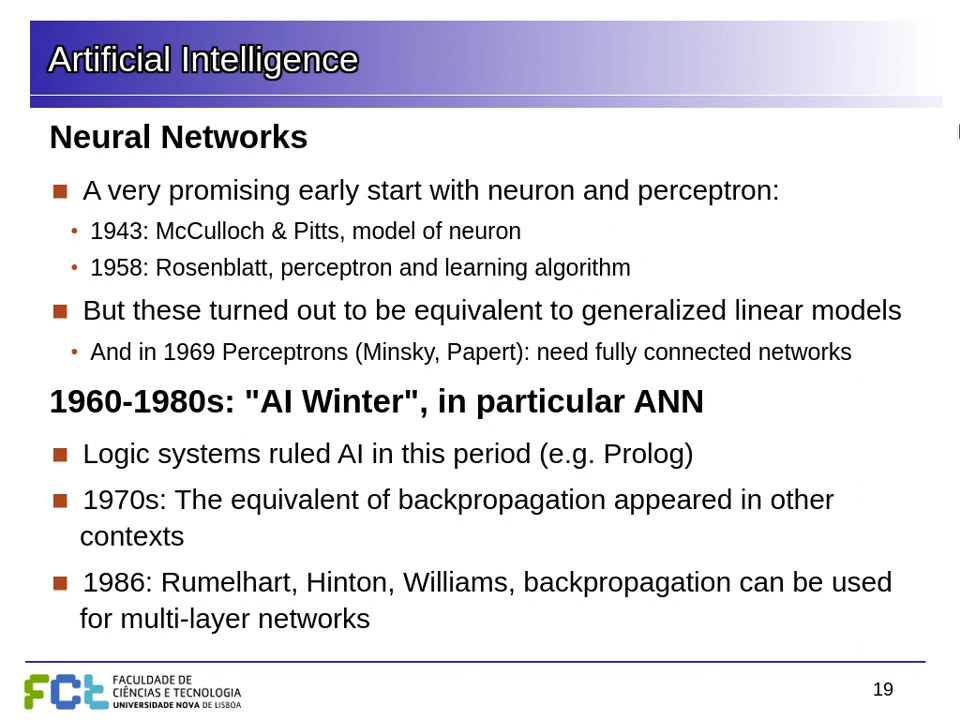 Artificial Intelligence
Neural Networks
■ A very promising early start with neuron and perceptron:
• 1943: McCulloch & Pitts, model of neuron
• 1958: Rosenblatt, perceptron and learning algorithm
■ But these turned out to be equivalent to generalized linear models
• And in 1969 Perceptrons (Minsky, Papert): need fully connected networks
1960-1980s: "AI Winter", in particular ANN
■ Logic systems ruled AI in this period (e.g. Prolog)
■ 1970s: The equivalent of backpropagation appeared in other
contexts
■ 1986: Rumelhart, Hinton, Williams, backpropagation can be used
for multi-layer networks
FCt
FACULDADE DE
CIÊNCIAS E TECNOLOGIA
UNIVERSIDADE NOVA DE LISBOA
19